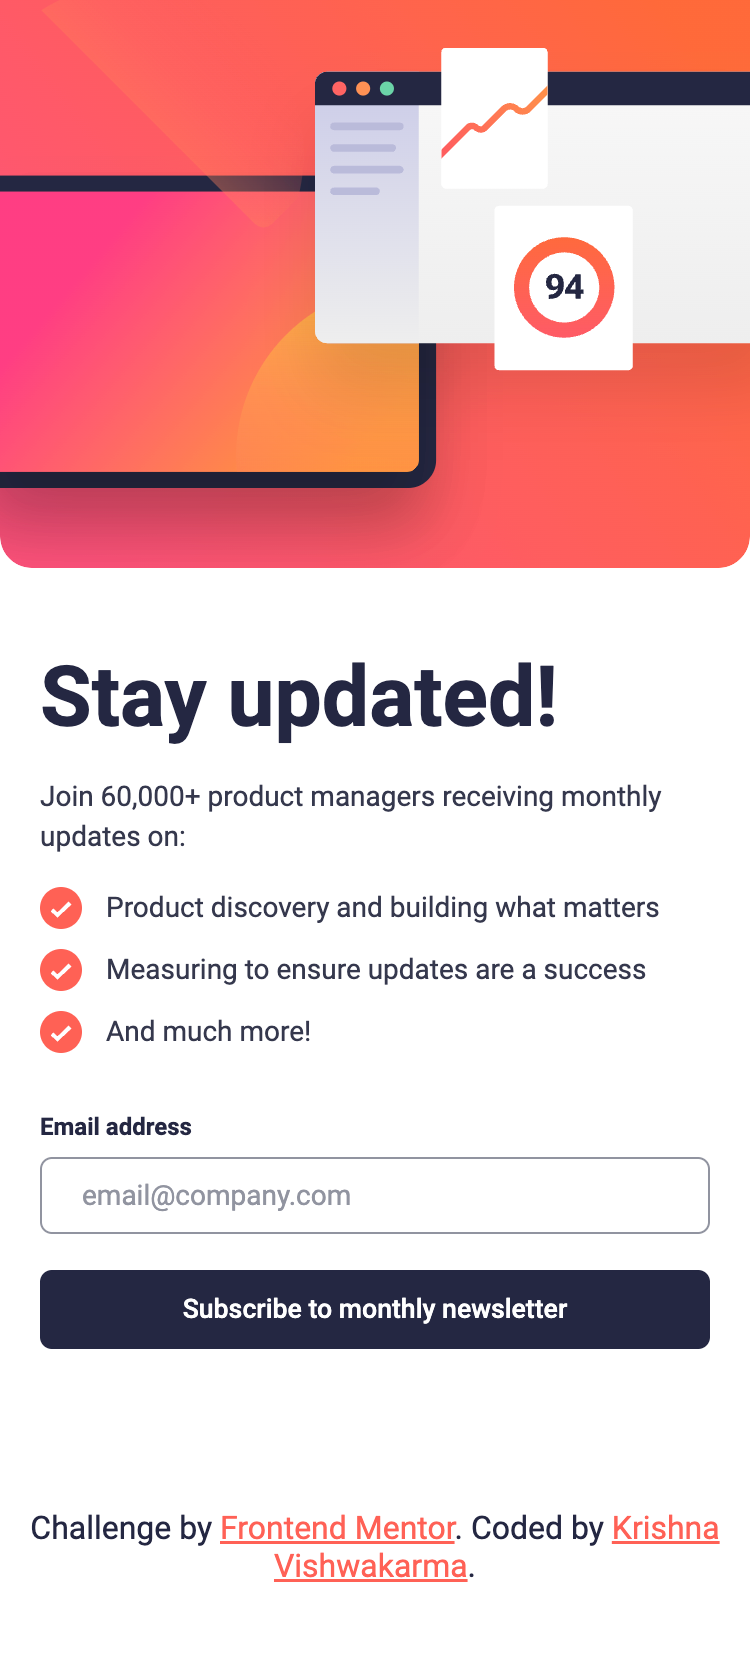 94
Stay updated!
Join 60,000+ product managers receiving monthly
updates on:
Product discovery and building what matters
Measuring to ensure updates are a success
And much more!
Email address
email@company.com
Subscribe to monthly newsletter
Challenge by Frontend Mentor. Coded by Krishna
Vishwakarma.